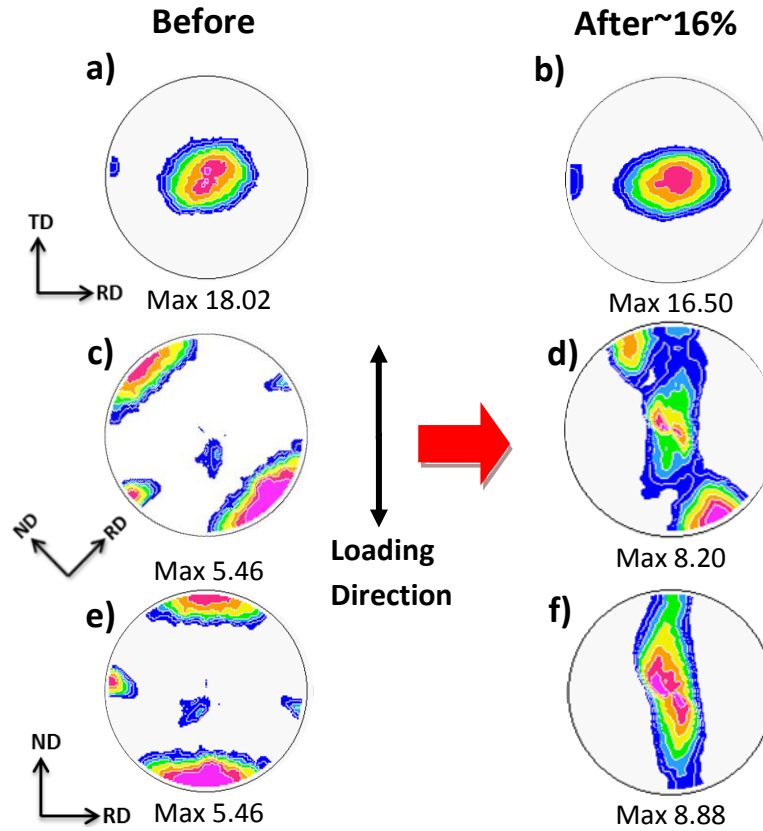 Before
After~16%
a)
b)
TD
RD
Max 18.02
Max 16.50
c)
d)
ND
RD
Max 5.46
Loading
Direction
Max 8.20
e)
f)
ND
RD
Max 5.46
Max 8.88